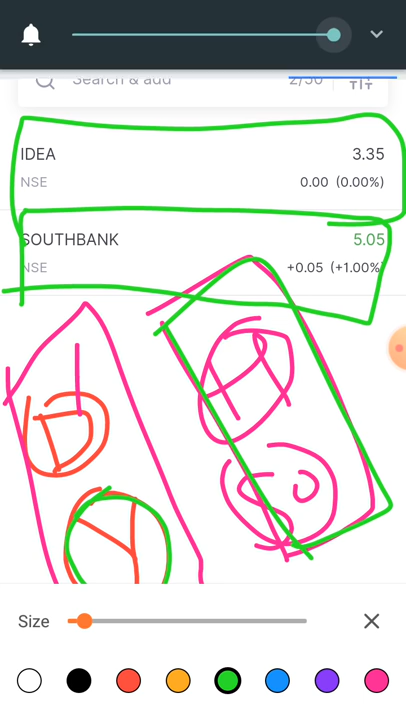 Search & add 2/50
IDEA 3.35
NSE 0.00 (0.00%)
SOUTHBANK 5.05
NSE +0.05 (+1.00%)
Size